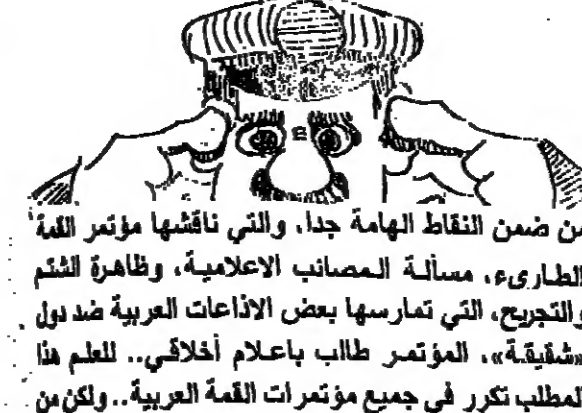 من ضمن النقاط الهامة جدا، والتي ناقشها مؤتمر القمة
الطارىء، مسألة المصائب الاعلامية، وظاهرة الشتم
والتجريح، التي تمارسها بعض الاذاعات العربية ضد دول
«شقيقة»، المؤتمر طالب باعلام أخلاقي.. للعلم هذا
المطلب تكرر في جميع مؤتمرات القمة العربية.. ولكن من